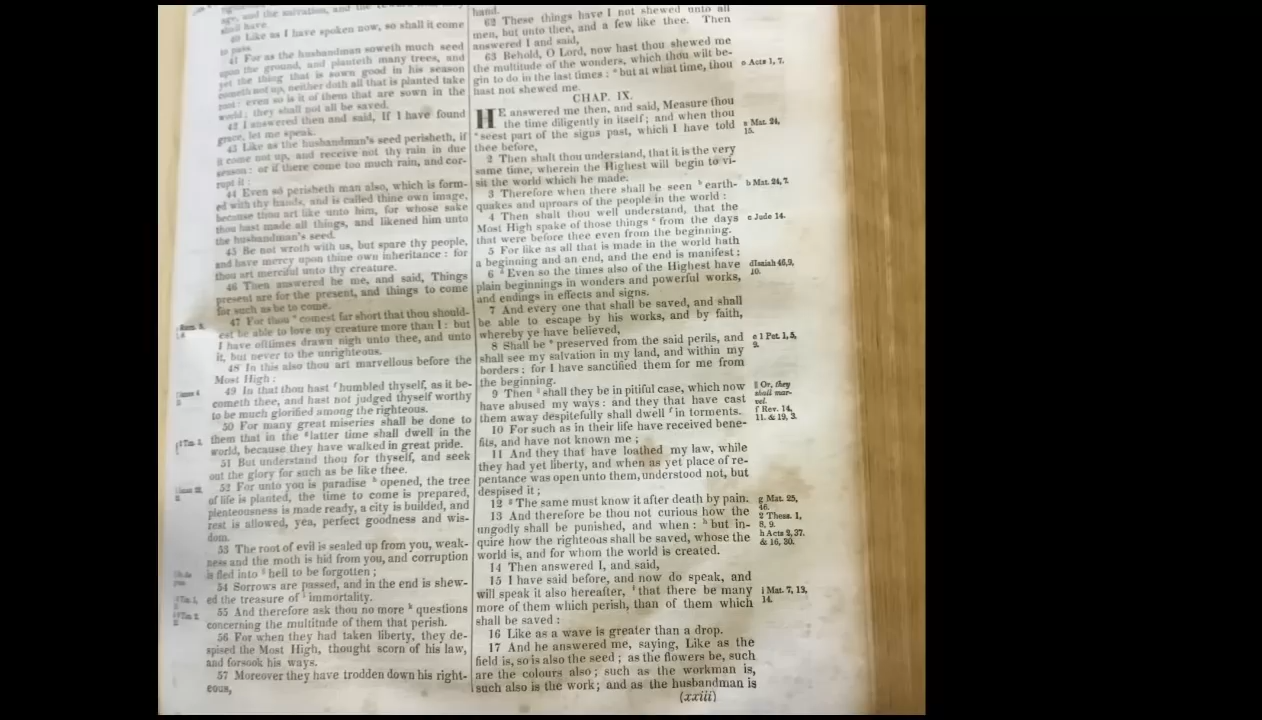 age, and the salvation, and the
shall have.
40 Like as I have spoken now, so shall it come
to pass.
41 For as the husbandman soweth much seed
upon the ground, and planteth many trees, and
yet the thing that is sown good in his season
cometh not up, neither doth all that is planted take
root: even so is it of them that are sown in the
world; they shall not all be saved.
42 I answered then and said, If I have found
grace, let me speak.
43 Like as the husbandman's seed perisheth, if
it come not up, and receive not thy rain in due
season: or if there come too much rain, and cor-
rupt it:
44 Even so perisheth man also, which is form-
ed with thy hands, and is called thine own image,
because thou art like unto him, for whose sake
thou hast made all things, and likened him unto
the husbandman's seed.
45 Be not wroth with us, but spare thy people,
and have mercy upon thine own inheritance: for
thou art merciful unto thy creature.
46 Then answered he me, and said, Things
present are for the present, and things to come
for such as be to come.
47 For thou comest far short that thou should-
est be able to love my creature more than I: but
I have ofttimes drawn nigh unto thee, and unto
it, but never to the unrighteous.
48 In this also thou art marvellous before the
Most High:
49 In that thou hast humbled thyself, as it be-
cometh thee, and hast not judged thyself worthy
to be much glorified among the righteous.
50 For many great miseries shall be done to
them that in the latter time shall dwell in the
world, because they have walked in great pride.
51 But understand thou for thyself, and seek
out the glory for such as be like thee.
52 For unto you is paradise h opened, the tree
of life is planted, the time to come is prepared,
plenteousness is made ready, a city is builded, and
rest is allowed, yea, perfect goodness and wis-
dom.
53 The root of evil is sealed up from you, weak-
ness and the moth is hid from you, and corruption
is fled into hell to be forgotten;
54 Sorrows are passed, and in the end is shew-
ed the treasure of immortality.
55 And therefore ask thou no more k questions
concerning the multitude of them that perish.
56 For when they had taken liberty, they de-
spised the Most High, thought scorn of his law,
and forsook his ways.
57 Moreover they have trodden down his right-
eous,
hand.
62 These things have I not shewed unto all
men, but unto thee, and a few like thee. Then
answered I and said,
63 Behold, O Lord, now hast thou shewed me
the multitude of the wonders, which thou wilt be-
gin to do in the last times: o but at what time, thou
hast not shewed me.
o Acts 1, 7.
CHAP. IX.
HE answered me then, and said, Measure thou
the time diligently in itself; and when thou
a seest part of the signs past, which I have told
thee before,
a Mat. 24,
15.
2 Then shalt thou understand, that it is the very
same time, wherein the Highest will begin to vi-
sit the world which he made.
3 Therefore when there shall be seen b earth-
quakes and uproars of the people in the world:
b Mat. 24, 7.
4 Then shalt thou well understand, that the
Most High spake of those things c from the days
that were before thee even from the beginning.
c Jude 14.
5 For like as all that is made in the world hath
a beginning and an end, and the end is manifest:
6 d Even so the times also of the Highest have
plain beginnings in wonders and powerful works,
and endings in effects and signs.
d Isaiah 46, 9,
10.
7 And every one that shall be saved, and shall
be able to escape by his works, and by faith,
whereby ye have believed,
8 Shall be e preserved from the said perils, and
shall see my salvation in my land, and within my
borders: for I have sanctified them for me from
the beginning.
e 1 Pet. 1, 5,
9.
9 Then || shall they be in pitiful case, which now
have abused my ways: and they that have cast
them away despitefully shall dwell f in torments.
|| Or, they
shall mar-
vel.
f Rev. 14,
11. & 19, 3.
10 For such as in their life have received bene-
fits, and have not known me;
11 And they that have loathed my law, while
they had yet liberty, and when as yet place of re-
pentance was open unto them, understood not, but
despised it;
12 g The same must know it after death by pain.
13 And therefore be thou not curious how the
ungodly shall be punished, and when: h but in-
quire how the righteous shall be saved, whose the
world is, and for whom the world is created.
g Mat. 25,
46.
2 Thess. 1,
8, 9.
h Acts 2, 37.
& 16, 30.
14 Then answered I, and said,
15 I have said before, and now do speak, and
will speak it also hereafter, i that there be many
more of them which perish, than of them which
shall be saved:
i Mat. 7, 13,
14.
16 Like as a wave is greater than a drop.
17 And he answered me, saying, Like as the
field is, so is also the seed; as the flowers be, such
are the colours also; such as the workman is,
such also is the work; and as the husbandman is
(xxiii)